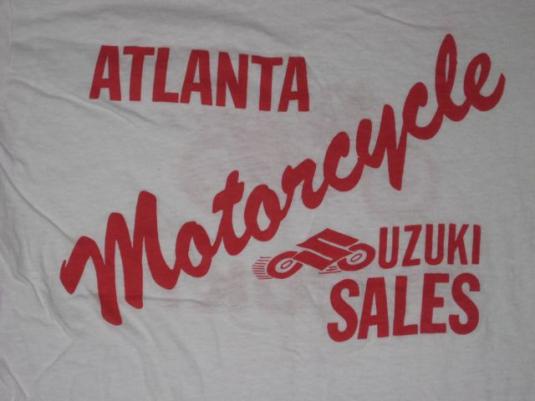 ATLANTA
Motorcycle
SUZUKI
SALES